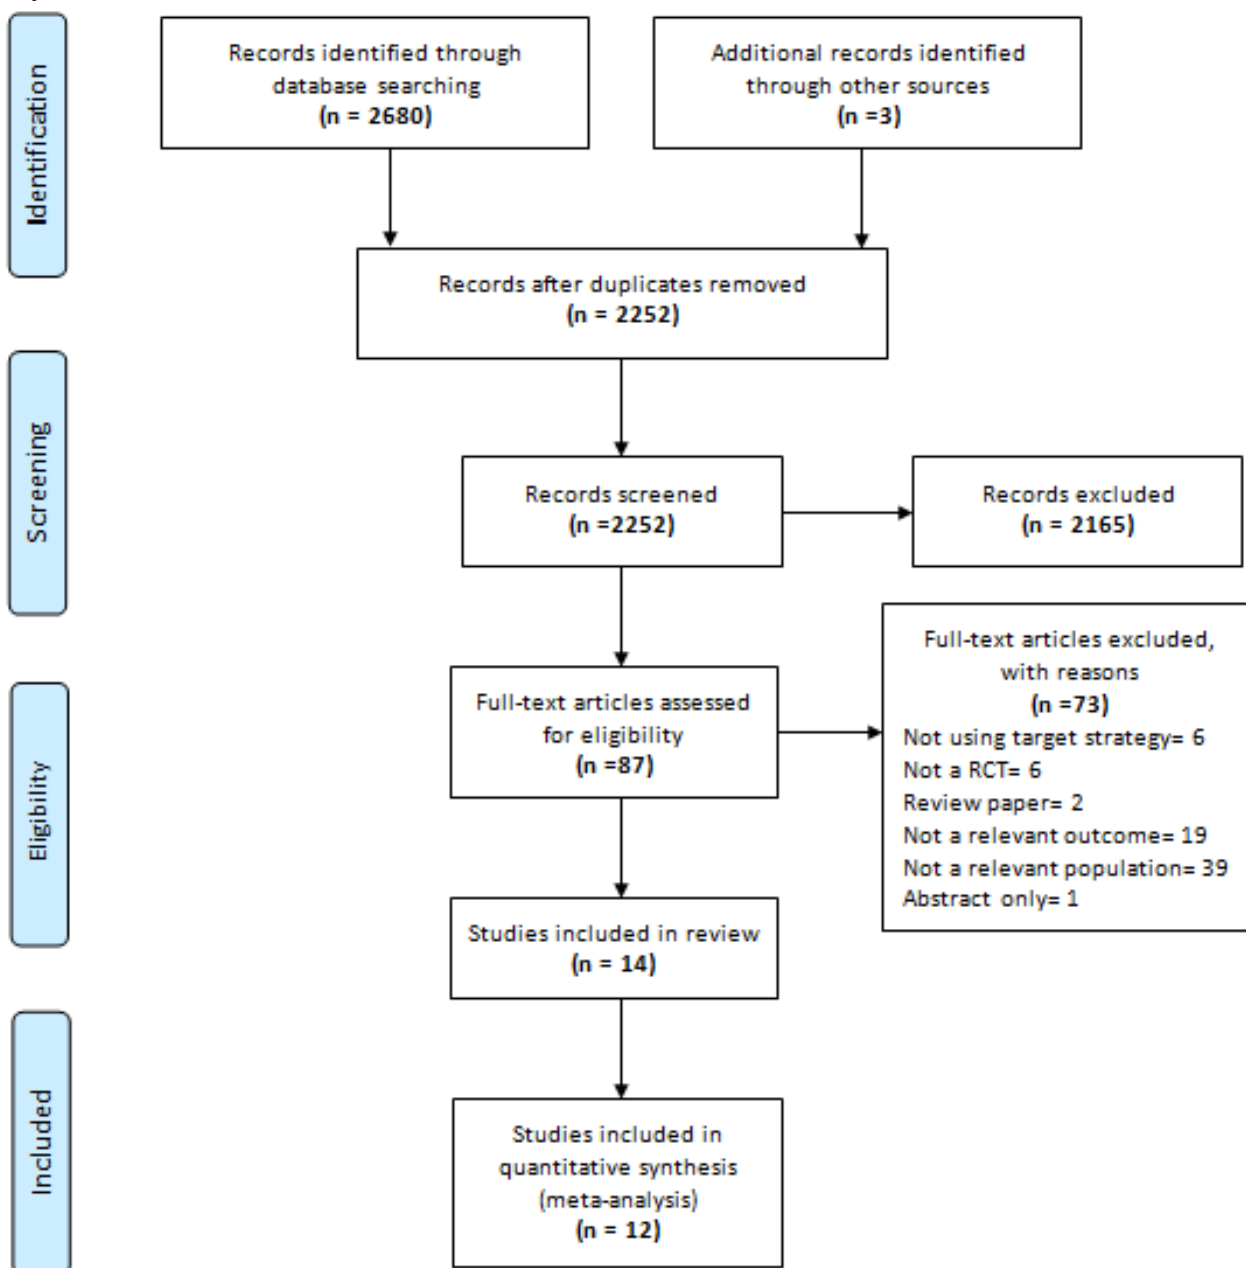 Identification
Records identified through
database searching
(n = 2680)
Additional records identified
through other sources
(n =3)
Records after duplicates removed
(n = 2252)
Screening
Records screened
(n =2252)
Records excluded
(n = 2165)
Eligibility
Full-text articles assessed
for eligibility
(n =87)
Full-text articles excluded,
with reasons
(n =73)
Not using target strategy= 6
Not a RCT= 6
Review paper= 2
Not a relevant outcome= 19
Not a relevant population= 39
Abstract only= 1
Studies included in review
(n = 14)
Included
Studies included in
quantitative synthesis
(meta-analysis)
(n = 12)